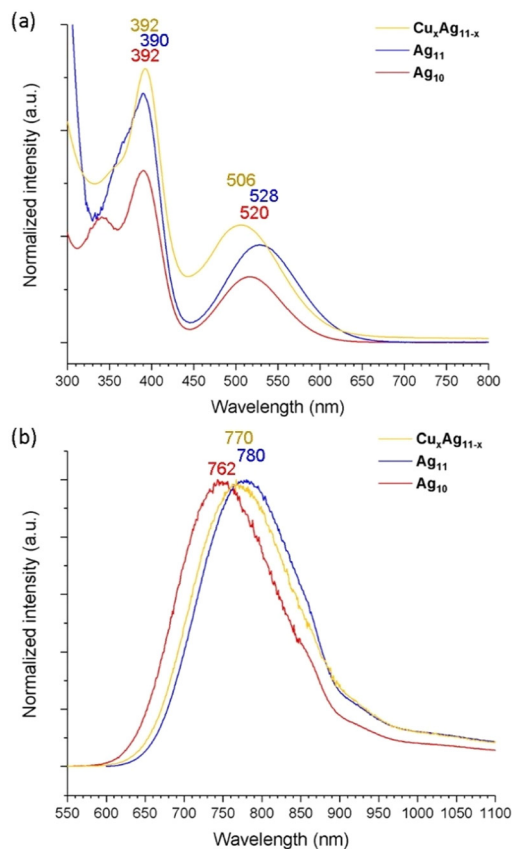 (a)
392
390
392
506
528
520
CuxAg11-x
Ag11
Ag10
Normalized intensity (a.u.)
300 350 400 450 500 550 600 650 700 750 800
Wavelength (nm)
(b)
770
780
762
CuxAg11-x
Ag11
Ag10
Normalized intensity (a.u.)
550 600 650 700 750 800 850 900 950 1000 1050 1100
Wavelength (nm)